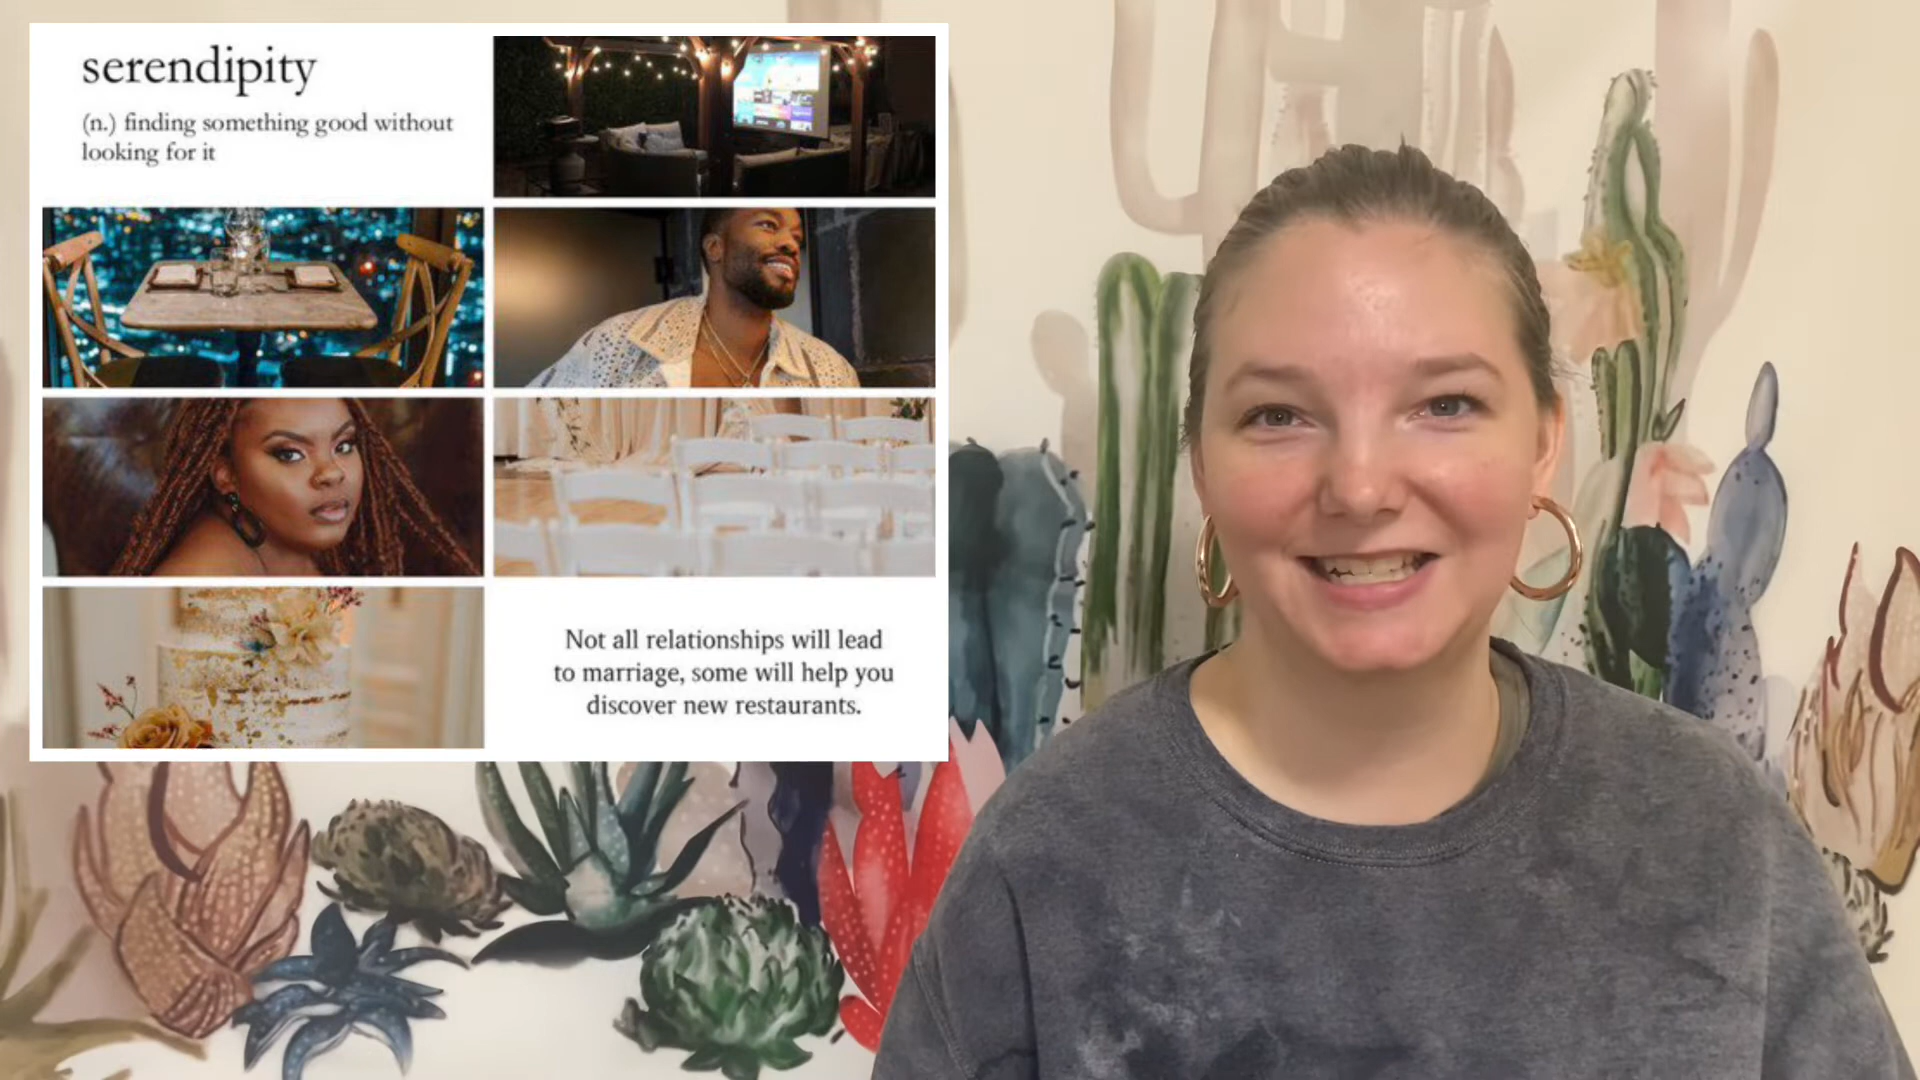 serendipity
(n.) finding something good without
looking for it
Not all relationships will lead
to marriage, some will help you
discover new restaurants.